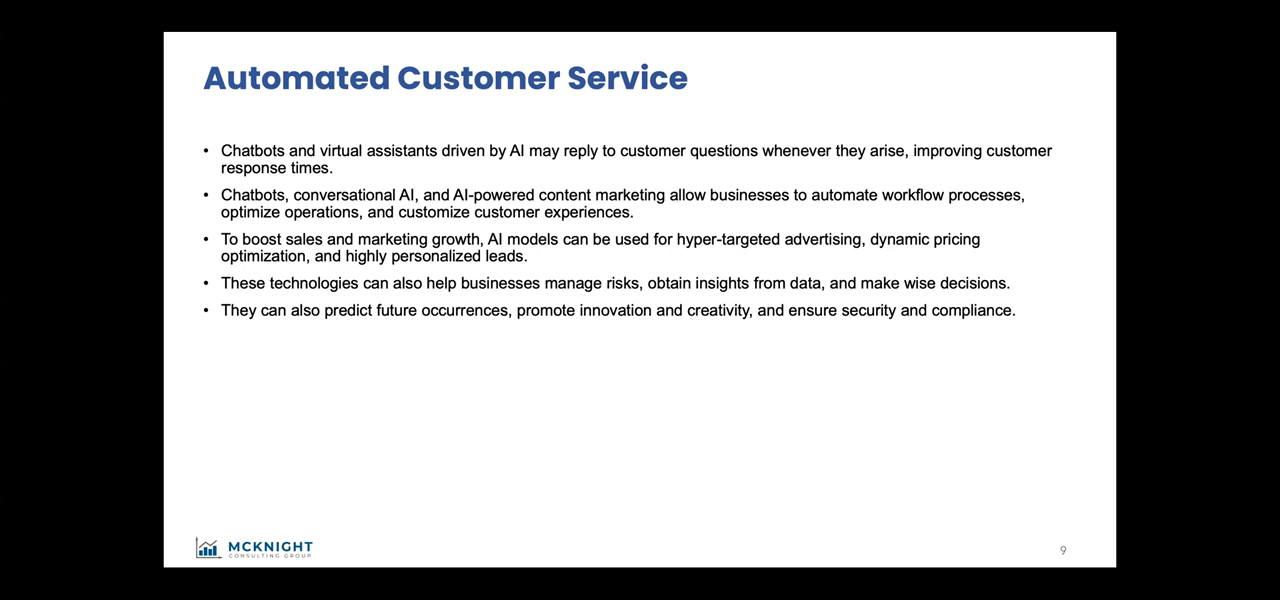 Automated Customer Service
• Chatbots and virtual assistants driven by AI may reply to customer questions whenever they arise, improving customer
response times.
• Chatbots, conversational AI, and AI-powered content marketing allow businesses to automate workflow processes,
optimize operations, and customize customer experiences.
• To boost sales and marketing growth, AI models can be used for hyper-targeted advertising, dynamic pricing
optimization, and highly personalized leads.
• These technologies can also help businesses manage risks, obtain insights from data, and make wise decisions.
• They can also predict future occurrences, promote innovation and creativity, and ensure security and compliance.
MCKNIGHT
CONSULTING GROUP
9